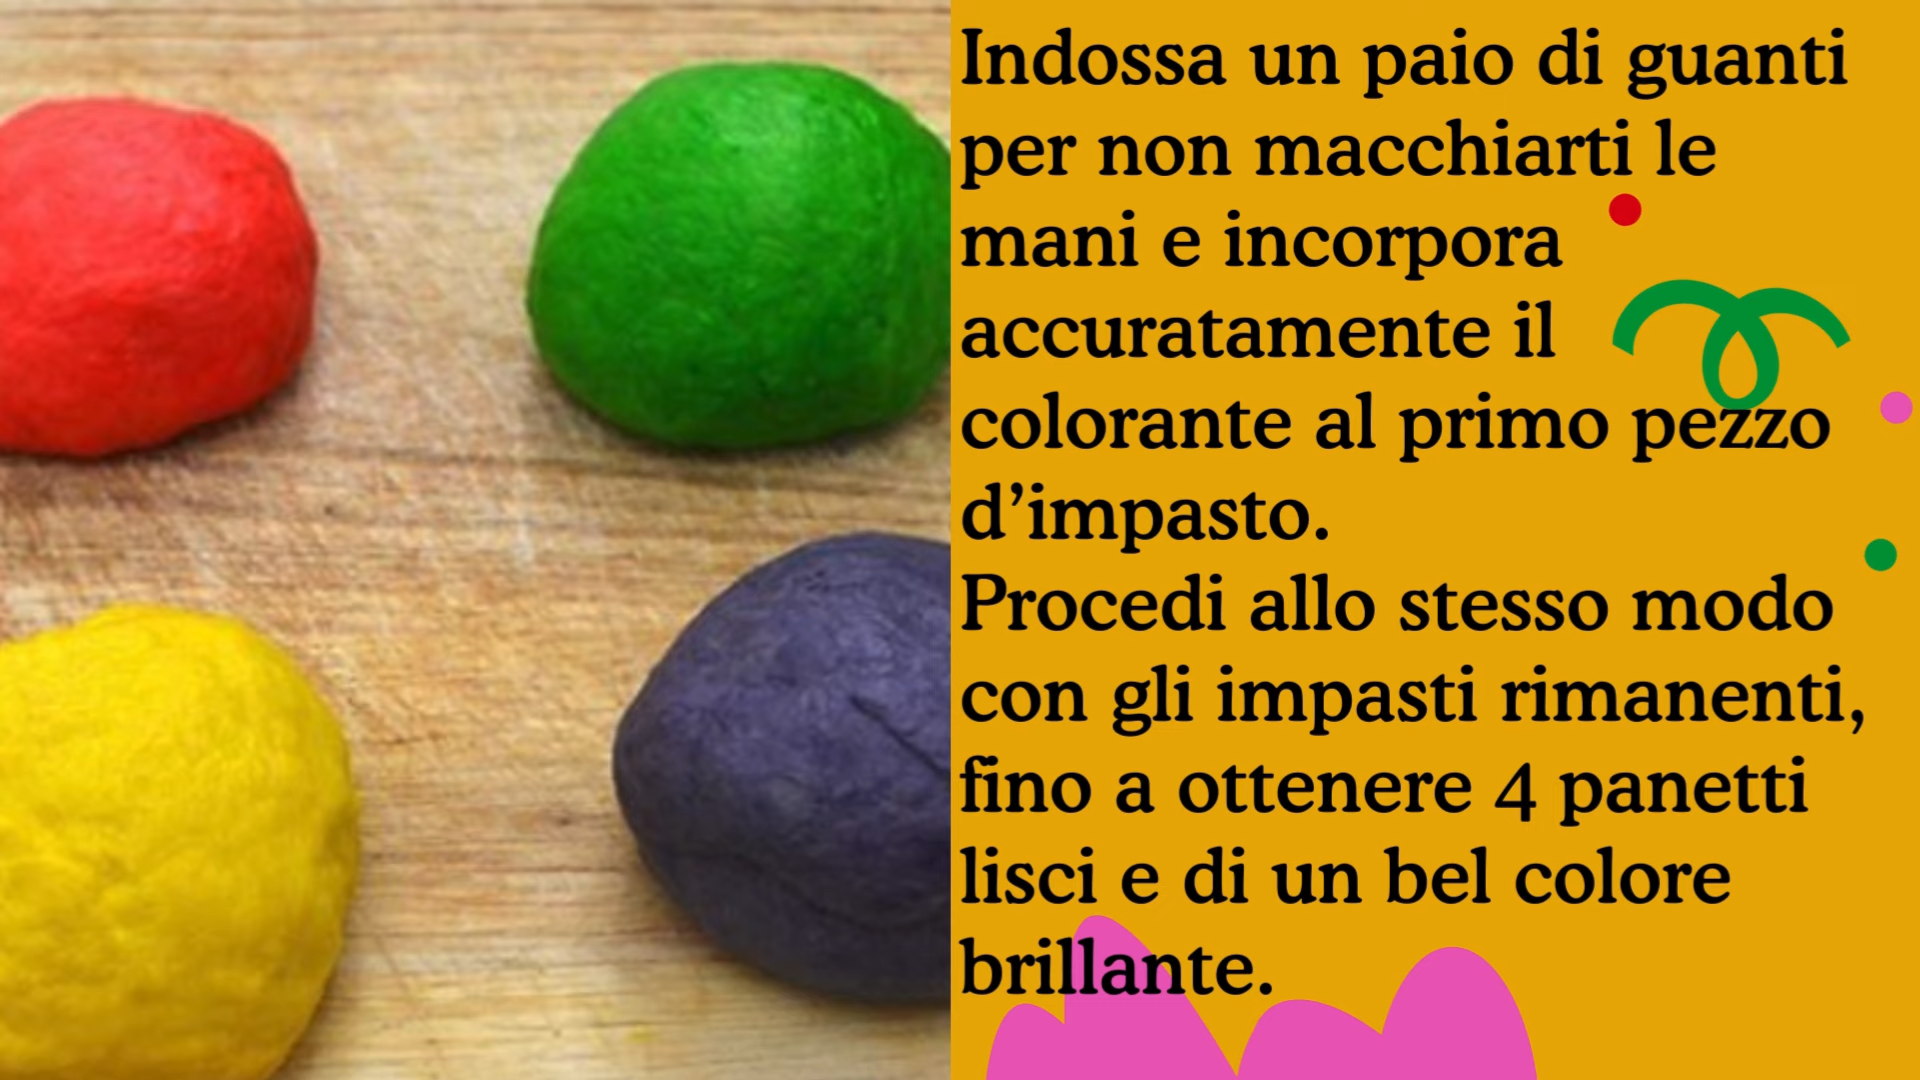 Indossa un paio di guanti
per non macchiarti le
mani e incorpora
accuratamente il
colorante al primo pezzo
d’impasto.
Procedi allo stesso modo
con gli impasti rimanenti,
fino a ottenere 4 panetti
lisci e di un bel colore
brillante.